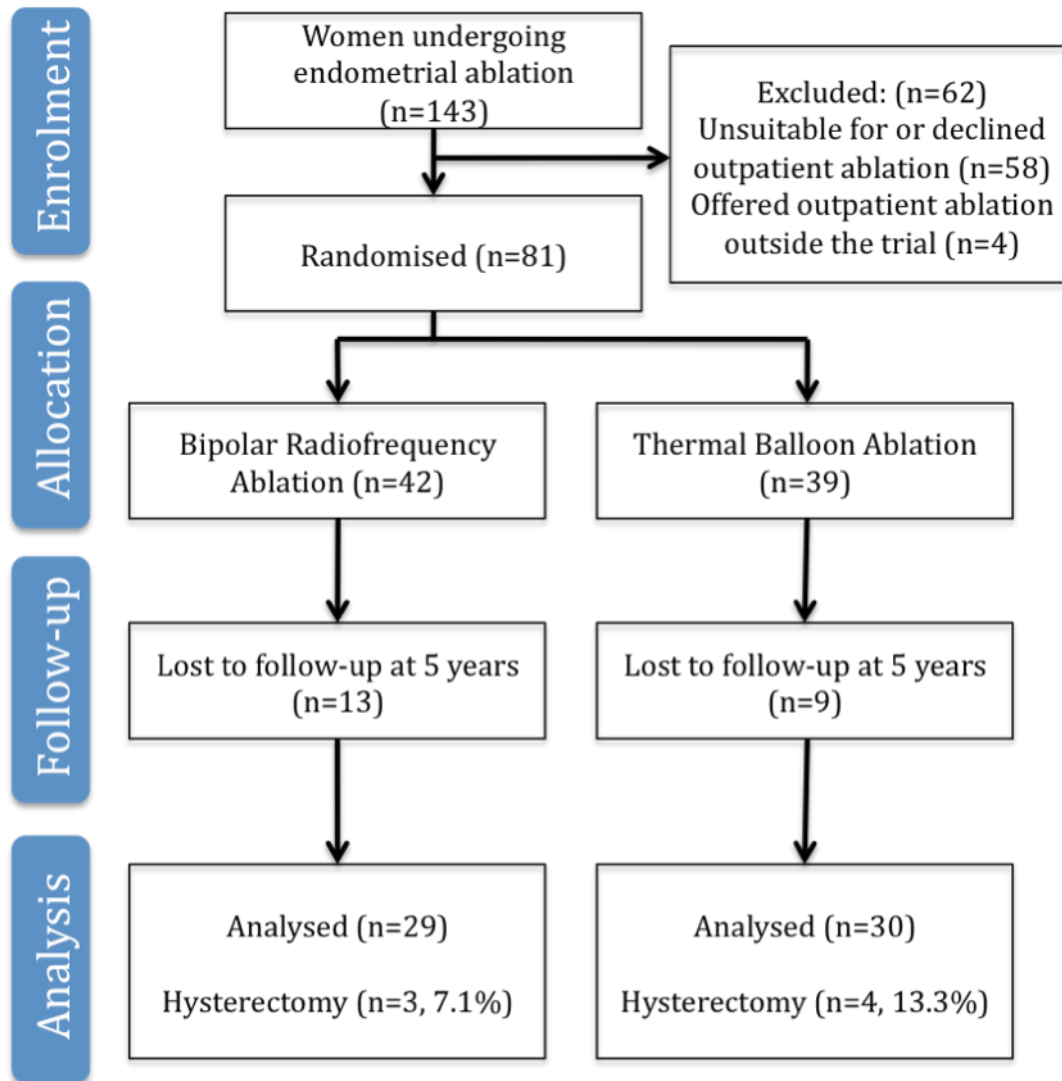 Enrolment
Women undergoing
endometrial ablation
(n=143)
Excluded: (n=62)
Unsuitable for or declined
outpatient ablation (n=58)
Offered outpatient ablation
outside the trial (n=4)
Randomised (n=81)
Allocation
Bipolar Radiofrequency
Ablation (n=42)
Thermal Balloon Ablation
(n=39)
Follow-up
Lost to follow-up at 5 years
(n=13)
Lost to follow-up at 5 years
(n=9)
Analysis
Analysed (n=29)
Hysterectomy (n=3, 7.1%)
Analysed (n=30)
Hysterectomy (n=4, 13.3%)